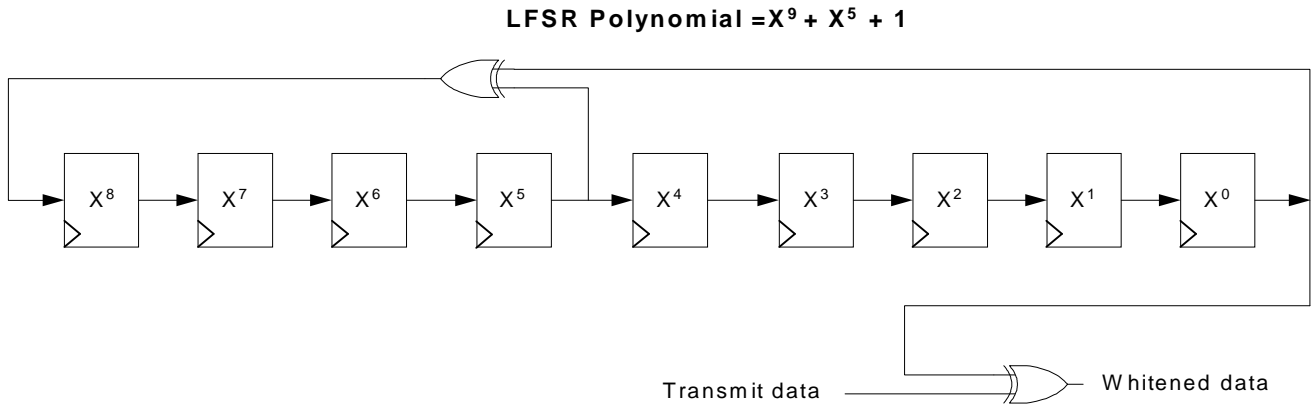 LFSR Polynomial =X⁹ + X⁵ + 1
X⁸ X⁷ X⁶ X⁵ X⁴ X³ X² X¹ X⁰
Transmit data
Whitened data